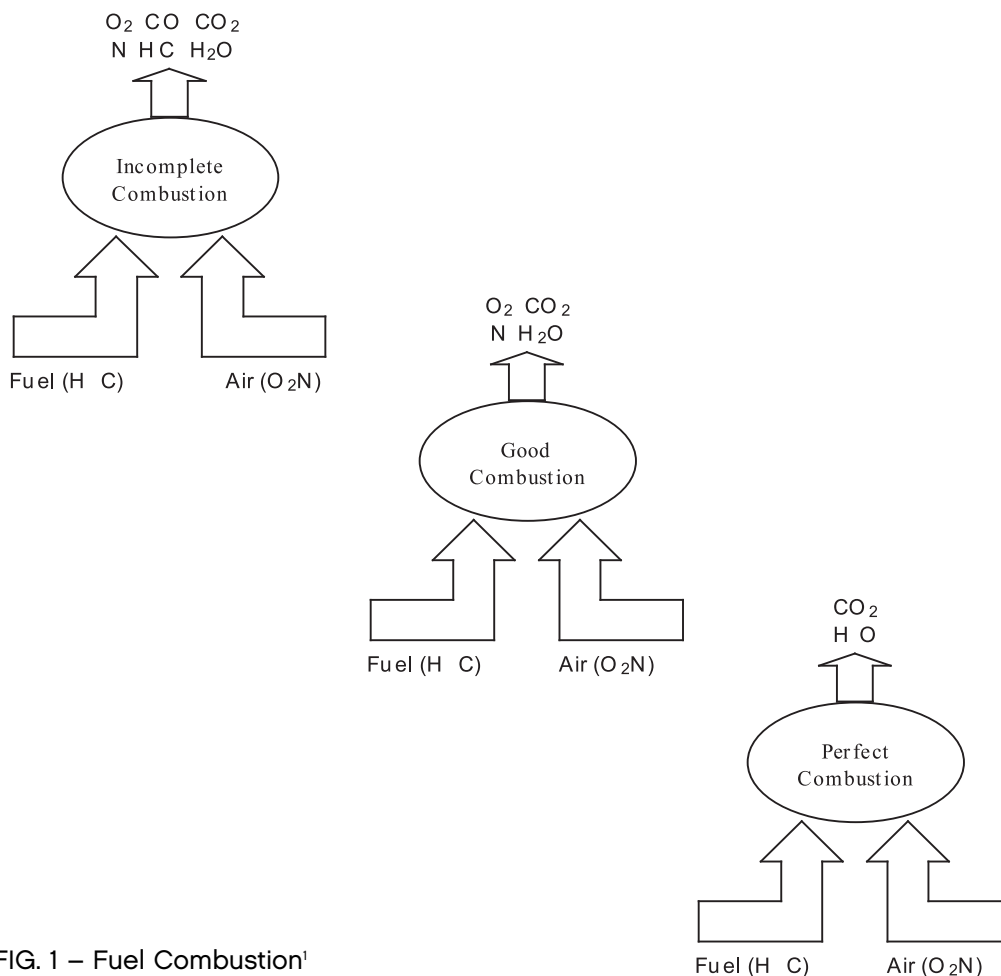 O₂ CO CO₂
N HC H₂O
Incomplete
Combustion
Fuel (H C)
Air (O₂N)
O₂ CO₂
N H₂O
Good
Combustion
Fuel (H C)
Air (O₂N)
CO₂
H O
Perfect
Combustion
Fuel (H C)
Air (O₂N)
FIG. 1 – Fuel Combustion¹